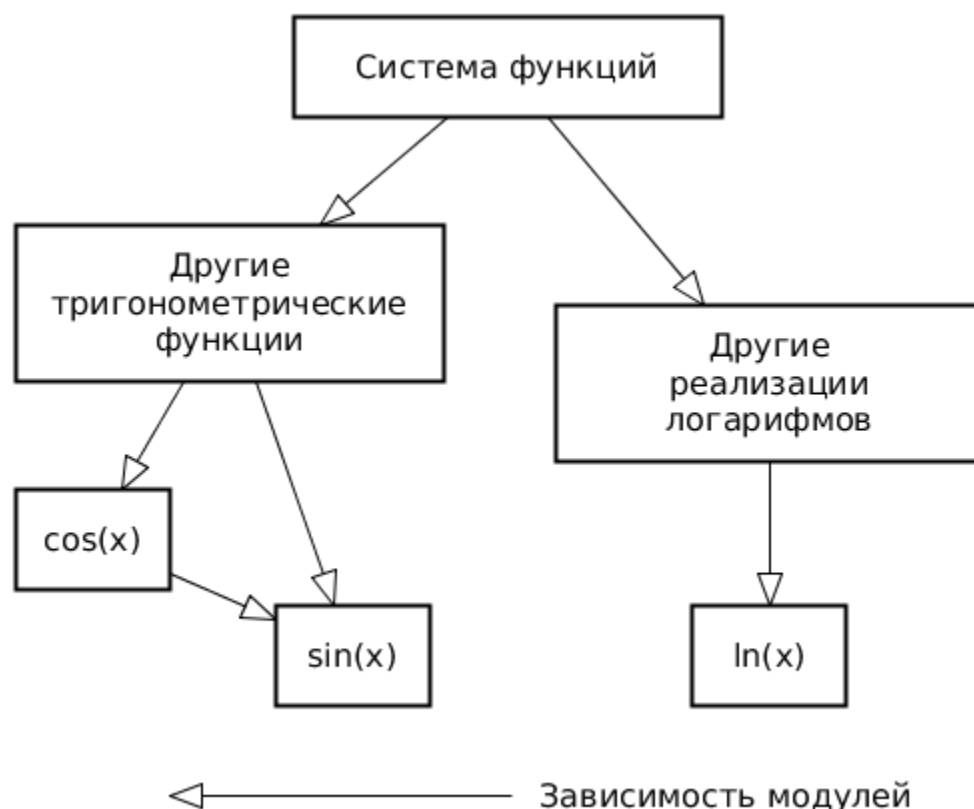 Система функций
Другие
тригонометрические
функции
Другие
реализации
логарифмов
cos(x)
sin(x)
ln(x)
Зависимость модулей